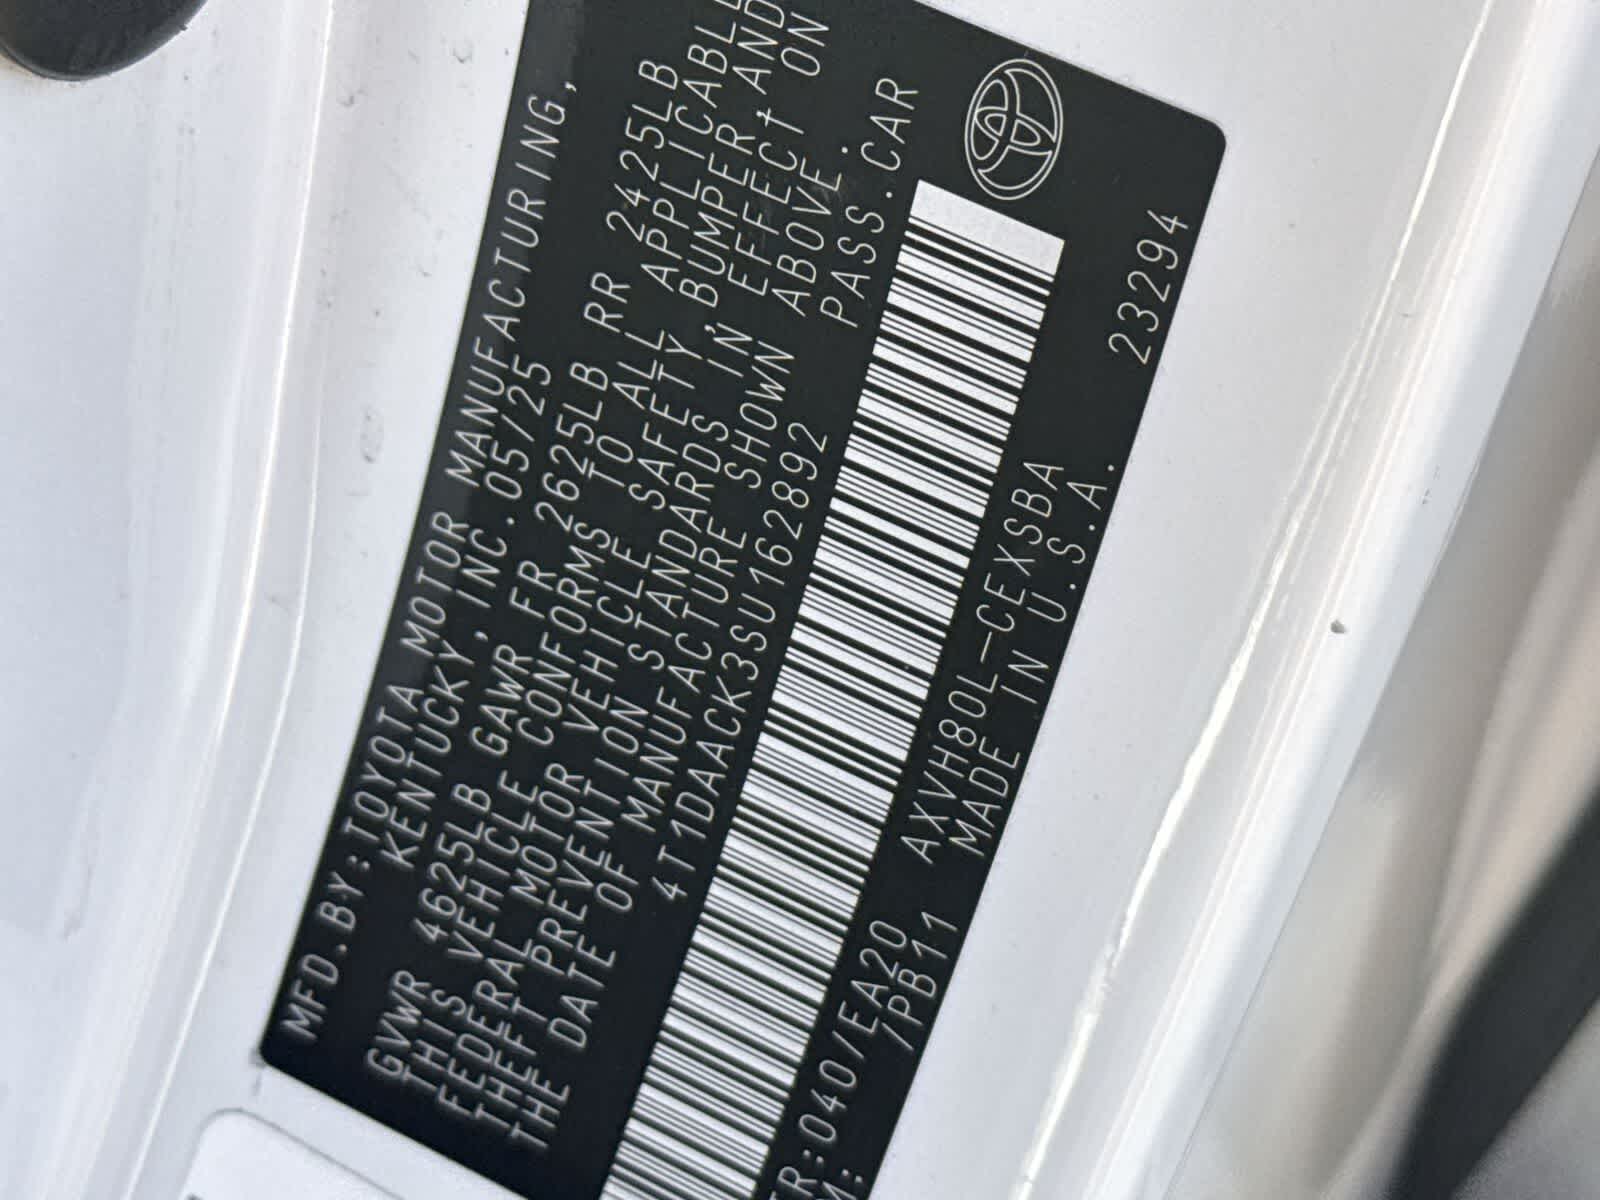 MFD.BY:TOYOTA MOTOR MANUFACTURING,
KENTUCKY, INC. 05/25
GVWR 4625LB GAWR FR 2625LB RR 2425LB
THIS VEHICLE CONFORMS TO ALL APPLICABLE
FEDERAL MOTOR VEHICLE SAFETY, BUMPER AND
THEFT PREVENTION STANDARDS IN EFFECT ON
THE DATE OF MANUFACTURE SHOWN ABOVE.
4T1DAACK3SU162892 PASS.CAR
TR:040/EA20 AXVH80L-CEXSBA 23294
M: /PB11 MADE IN U.S.A.